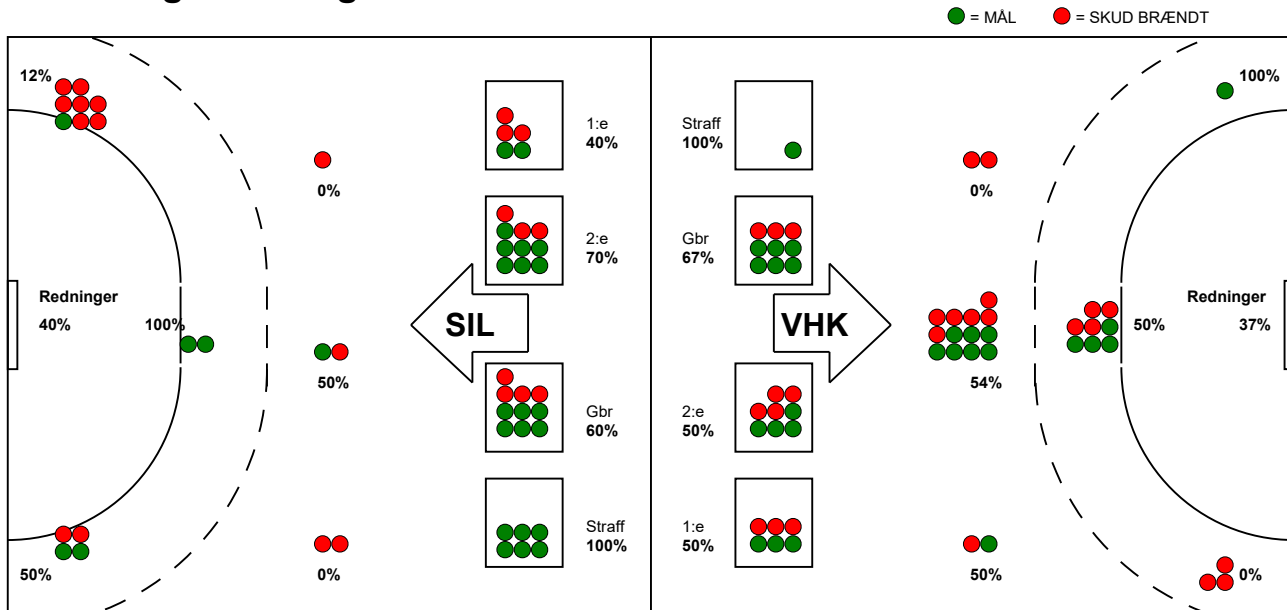 = MÅL
= SKUD BRÆNDT
12%
0%
Redninger
40%
100%
50%
0%
50%
1:e
40%
2:e
70%
SIL
Gbr
60%
Straff
100%
Straff
100%
Gbr
67%
VHK
2:e
50%
1:e
50%
100%
0%
54%
50%
Redninger
37%
50%
0%